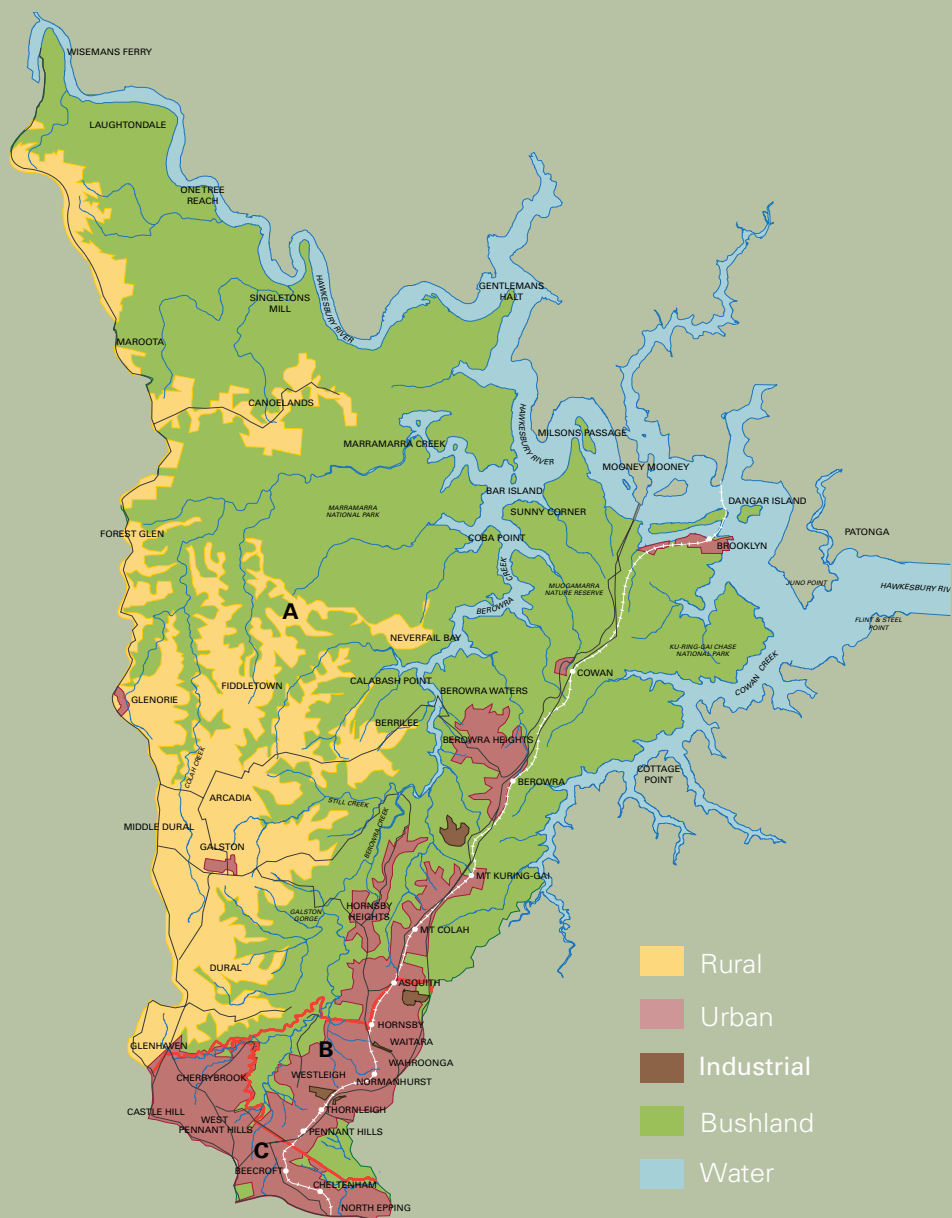 WISEMANS FERRY
LAUGHTONDALE
ONETREE
REACH
GENTLEMANS
HALT
SINGLETONS
MILL
HAWKESBURY RIVER
MAROOTA
CANOELANDS
HAWKESBURY RIVER
MILSONS PASSAGE
MARRAMARRA CREEK
MOONEY MOONEY
BAR ISLAND
DANGAR ISLAND
MARRAMARRA
NATIONAL PARK
SUNNY CORNER
FOREST GLEN
COBA POINT
PATONGA
BROOKLYN
CREEK
BEROWRA
MUOGAMARRA
NATURE RESERVE
JUNO POINT
HAWKESBURY RIV
A
FLINT & STEEL
POINT
NEVERFAIL BAY
KU-RING-GAI CHASE
NATIONAL PARK
COWAN CREEK
COWAN
CALABASH POINT
FIDDLETOWN
BEROWRA WATERS
GLENORIE
BERRILEE
BEROWRA HEIGHTS
COLAH CREEK
COTTAGE
POINT
BEROWRA
ARCADIA
STILL CREEK
BEROWRA CREEK
MIDDLE DURAL
GALSTON
MT KURING-GAI
HORNSBY
HEIGHTS
GALSTON
GORGE
MT COLAH
DURAL
ASQUITH
HORNSBY
GLENHAVEN
B
WAITARA
WAHROONGA
CHERRYBROOK
WESTLEIGH
NORMANHURST
CASTLE HILL
THORNLEIGH
WEST
PENNANT HILLS
PENNANT HILLS
C
BEECROFT
CHELTENHAM
NORTH EPPING
Rural
Urban
Industrial
Bushland
Water